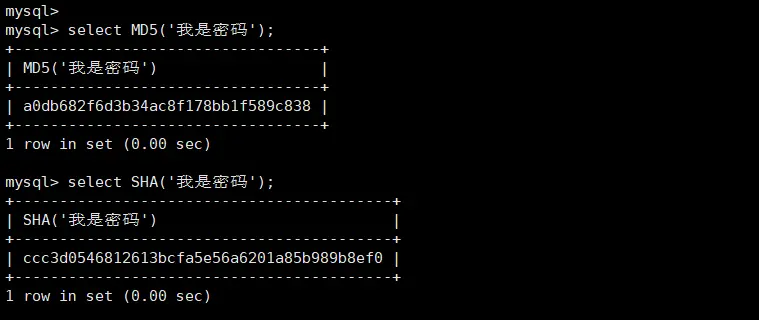 mysql>
mysql> select MD5('我是密码');
+----------------------------------+
| MD5('我是密码')                  |
+----------------------------------+
| a0db682f6d3b34ac8f178bb1f589c838 |
+----------------------------------+
1 row in set (0.00 sec)
mysql> select SHA('我是密码');
+------------------------------------------+
| SHA('我是密码')                          |
+------------------------------------------+
| ccc3d0546812613bcfa5e56a6201a85b989b8ef0 |
+------------------------------------------+
1 row in set (0.00 sec)